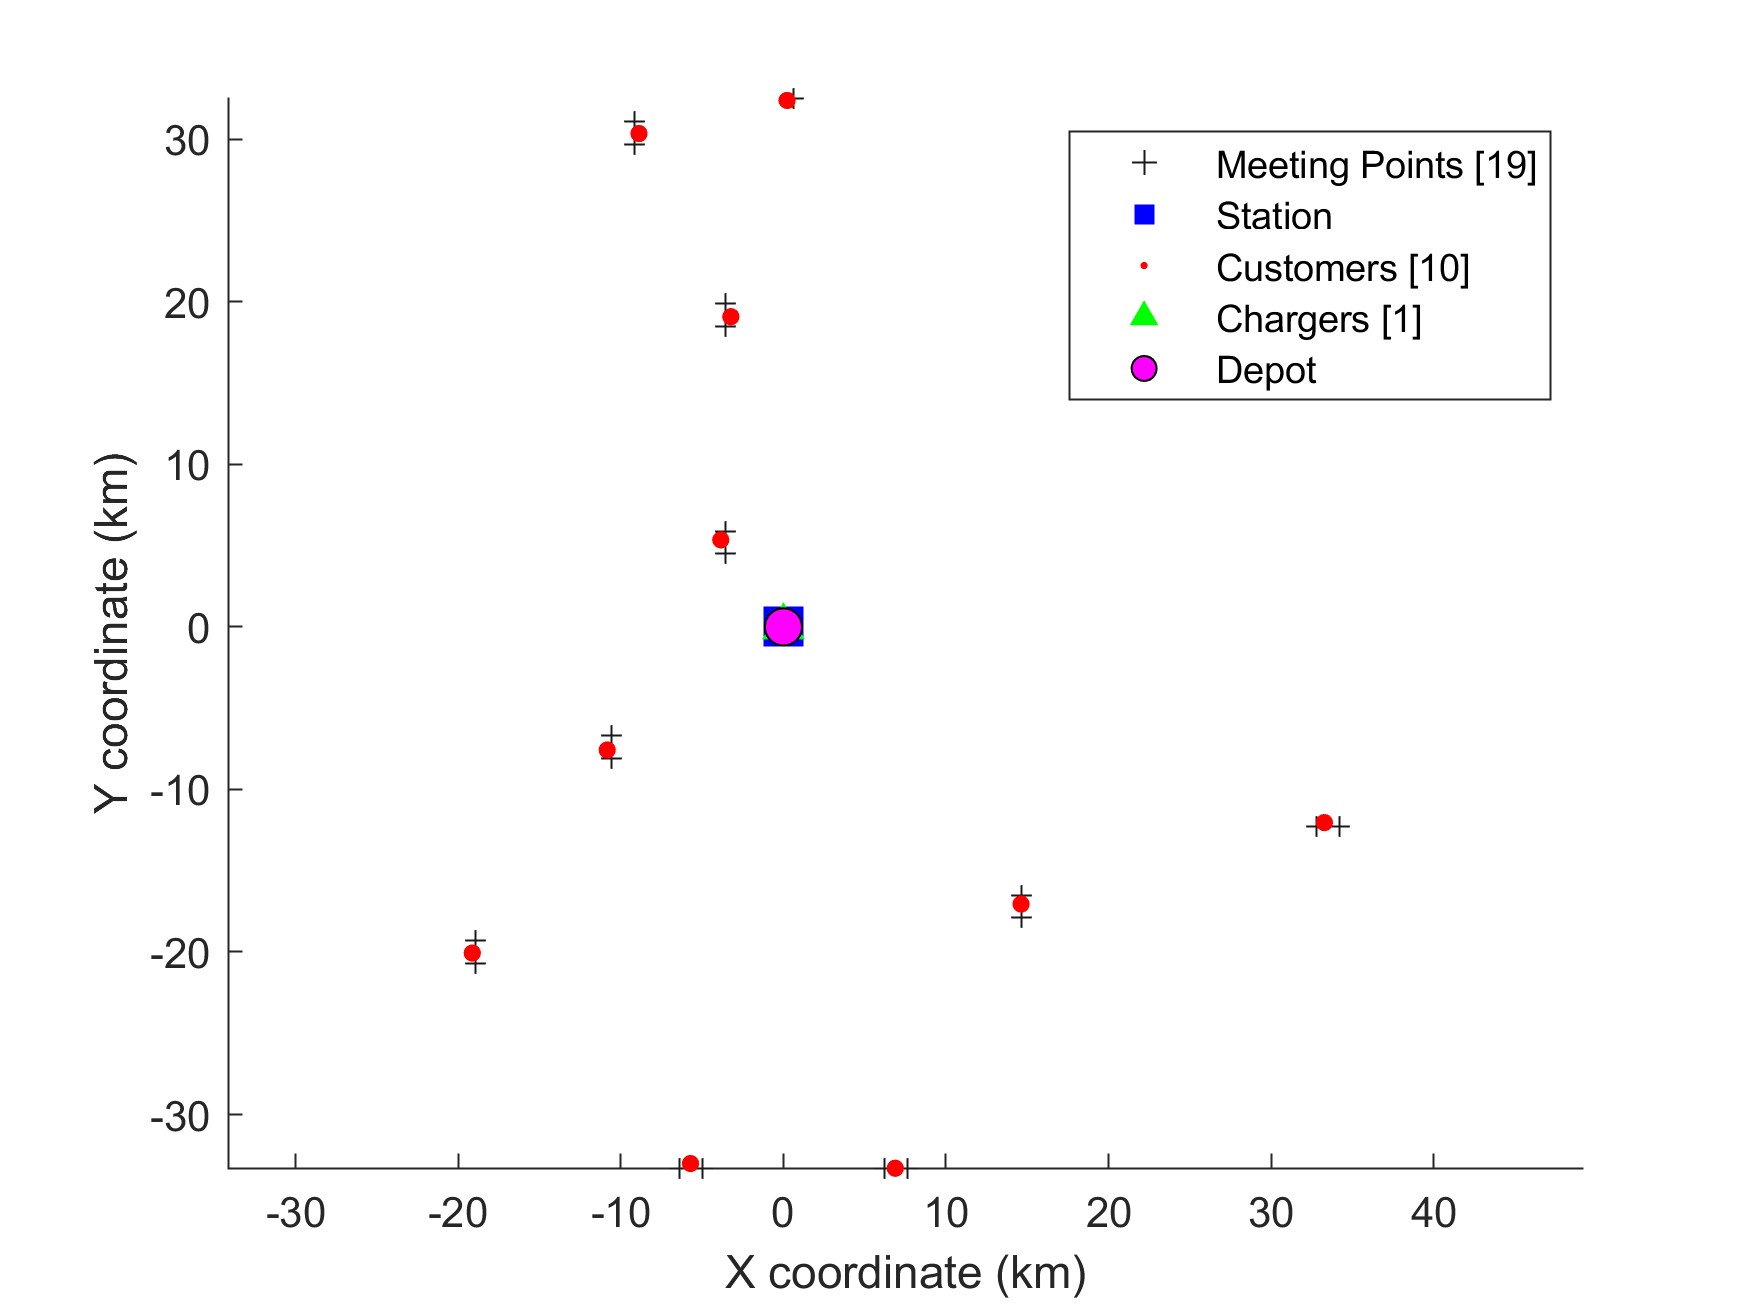 30
20
10
0
-10
-20
-30
Y coordinate (km)
Meeting Points [19]
Station
Customers [10]
Chargers [1]
Depot
-30 -20 -10 0 10 20 30 40
X coordinate (km)